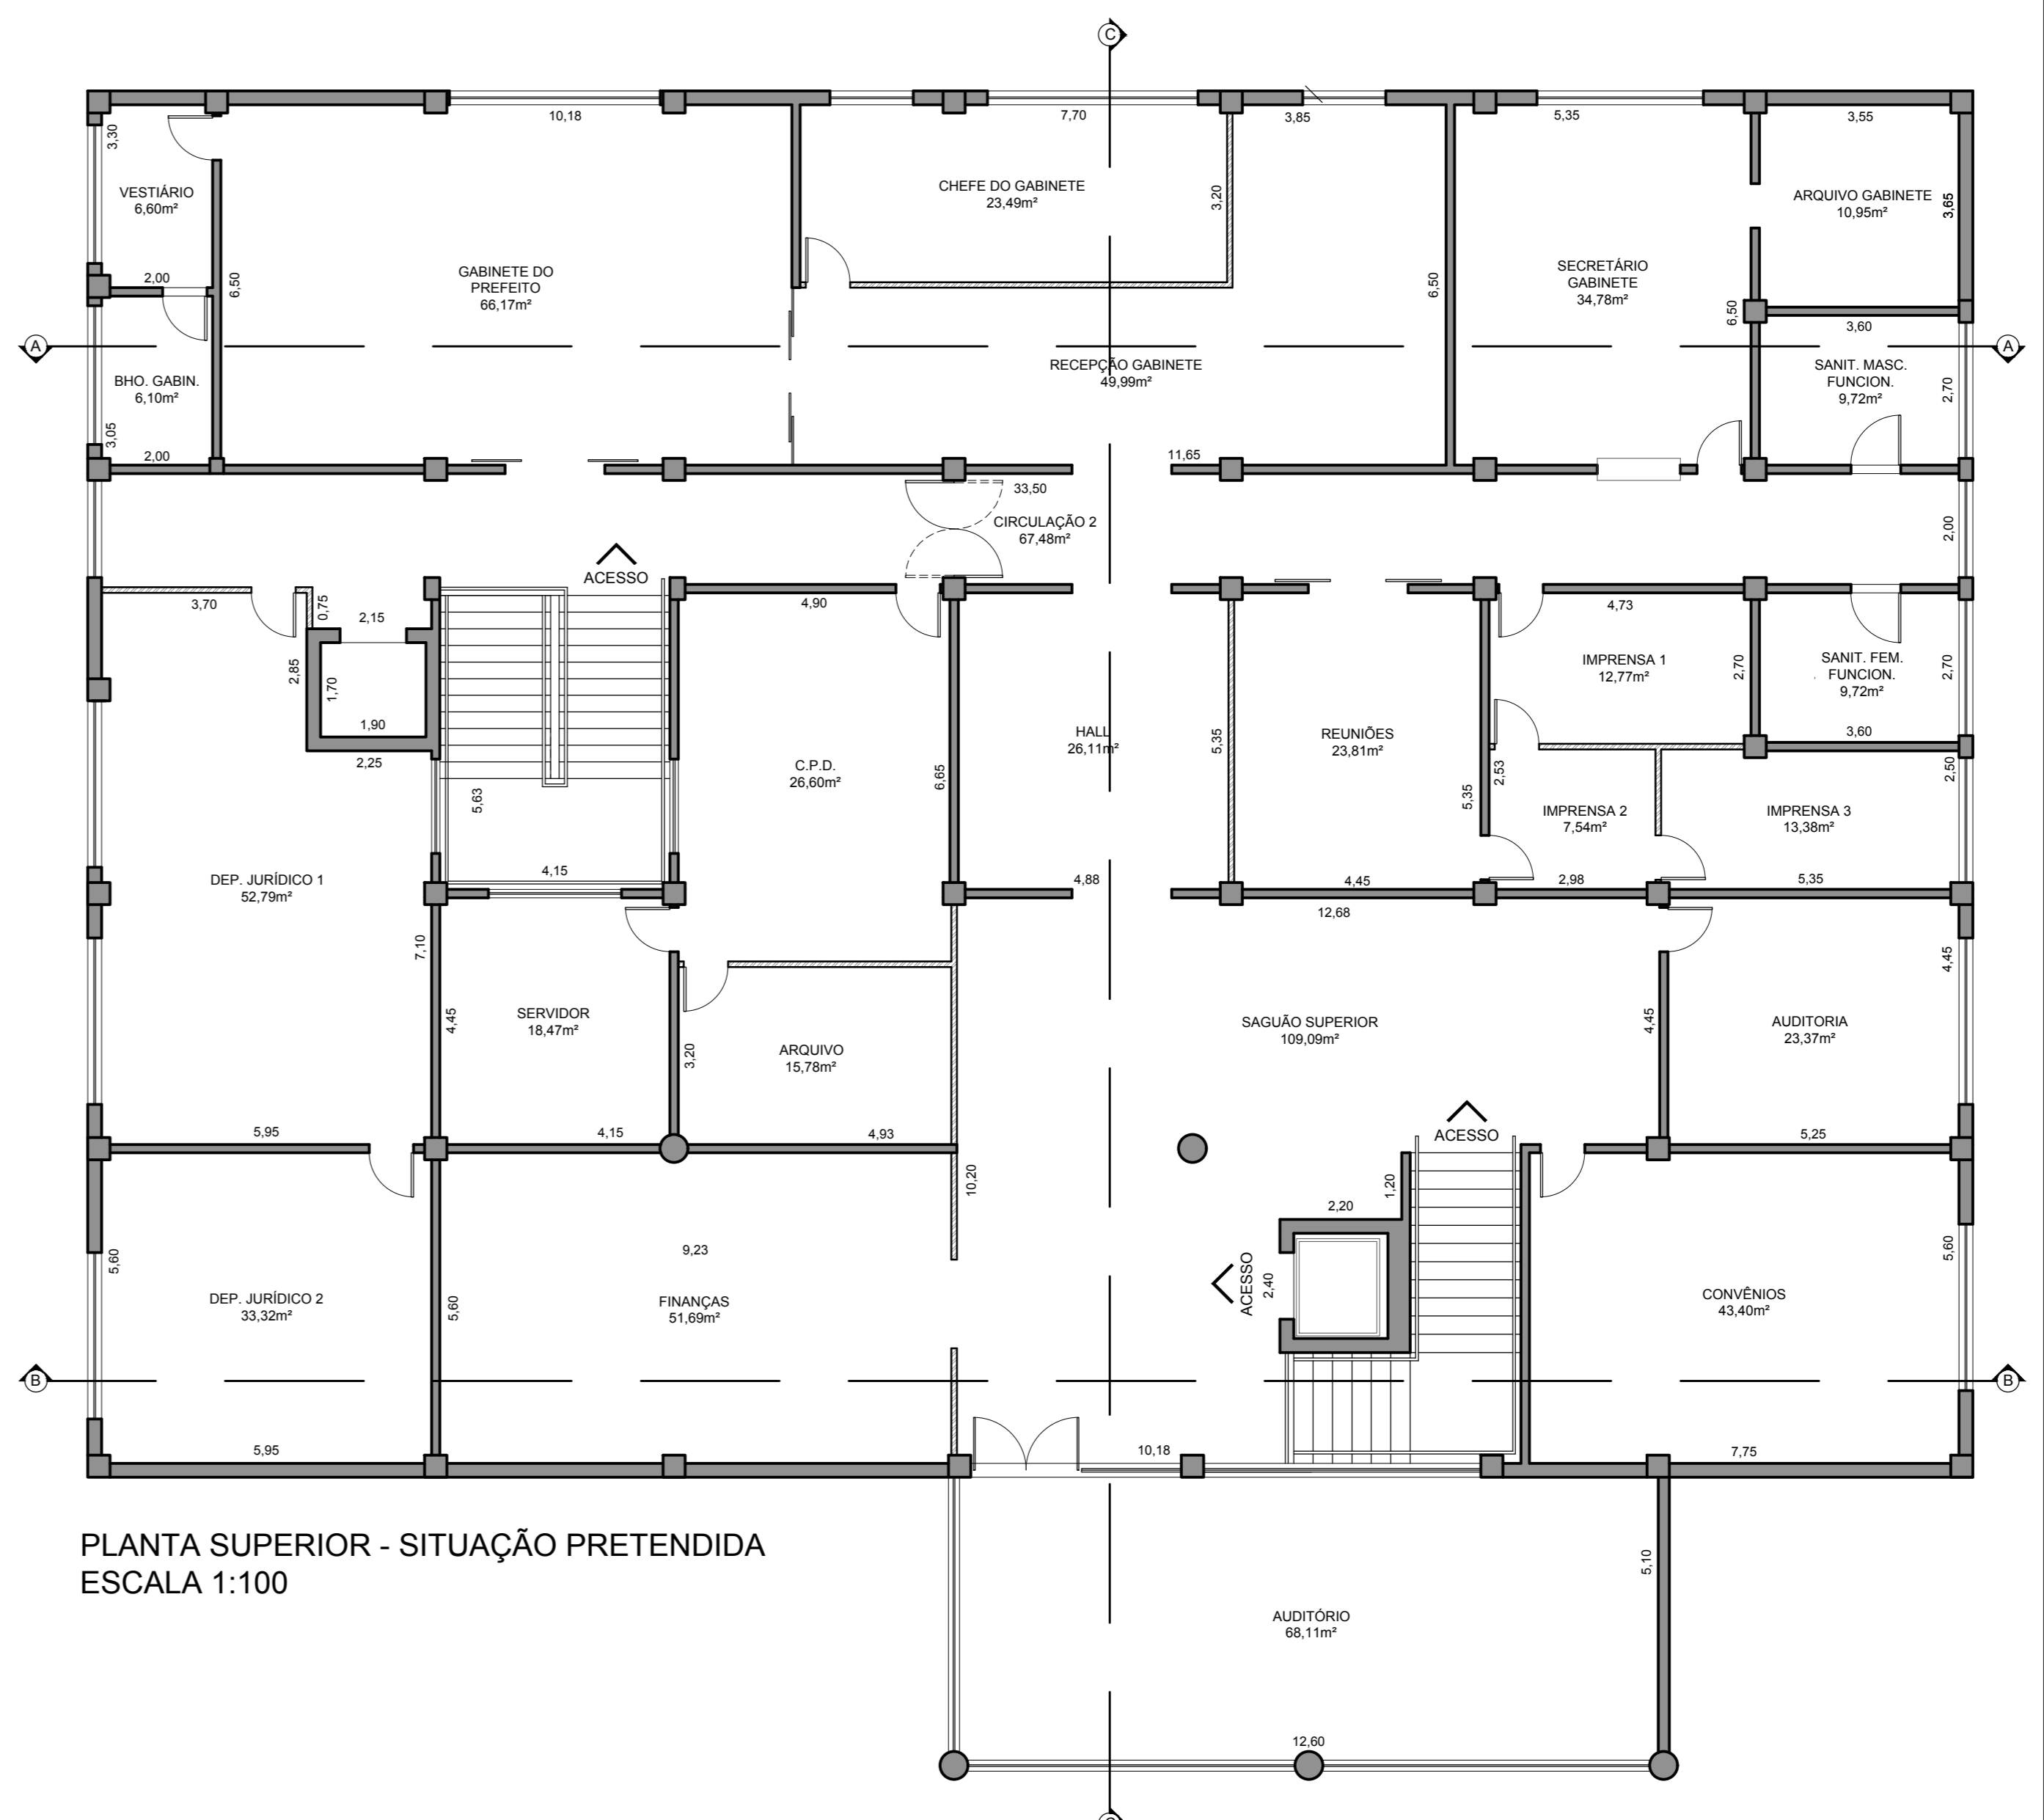 C
10,18
7,70
3,85
5,35
3,55
3,30
VESTIÁRIO
6,60m²
CHEFE DO GABINETE
23,49m²
3,20
ARQUIVO GABINETE
10,95m²
3,65
2,00
6,50
GABINETE DO
PREFEITO
66,17m²
6,50
SECRETÁRIO
GABINETE
34,78m²
6,50
3,60
A
A
BHO. GABIN.
6,10m²
RECEPÇÃO GABINETE
49,99m²
SANIT. MASC.
FUNCION.
9,72m²
2,70
3,05
2,00
11,65
33,50
CIRCULAÇÃO 2
67,48m²
2,00
ACESSO
3,70
0,75
2,15
4,90
4,73
2,85
1,70
1,90
2,25
IMPRENSA 1
12,77m²
2,70
SANIT. FEM.
FUNCION.
9,72m²
2,70
HALL
26,11m²
5,35
REUNIÕES
23,81m²
3,60
C.P.D.
26,60m²
6,65
5,63
5,35
2,53
2,50
IMPRENSA 2
7,54m²
IMPRENSA 3
13,38m²
DEP. JURÍDICO 1
52,79m²
4,15
4,88
4,45
2,98
5,35
12,68
7,10
4,45
SERVIDOR
18,47m²
ARQUIVO
15,78m²
3,20
SAGUÃO SUPERIOR
109,09m²
4,45
AUDITORIA
23,37m²
4,45
5,95
4,15
4,93
ACESSO
5,25
10,20
1,20
2,20
5,60
9,23
ACESSO
2,40
5,60
DEP. JURÍDICO 2
33,32m²
5,60
FINANÇAS
51,69m²
CONVÊNIOS
43,40m²
B
B
5,95
10,18
7,75
PLANTA SUPERIOR - SITUAÇÃO PRETENDIDA
ESCALA 1:100
5,10
AUDITÓRIO
68,11m²
12,60